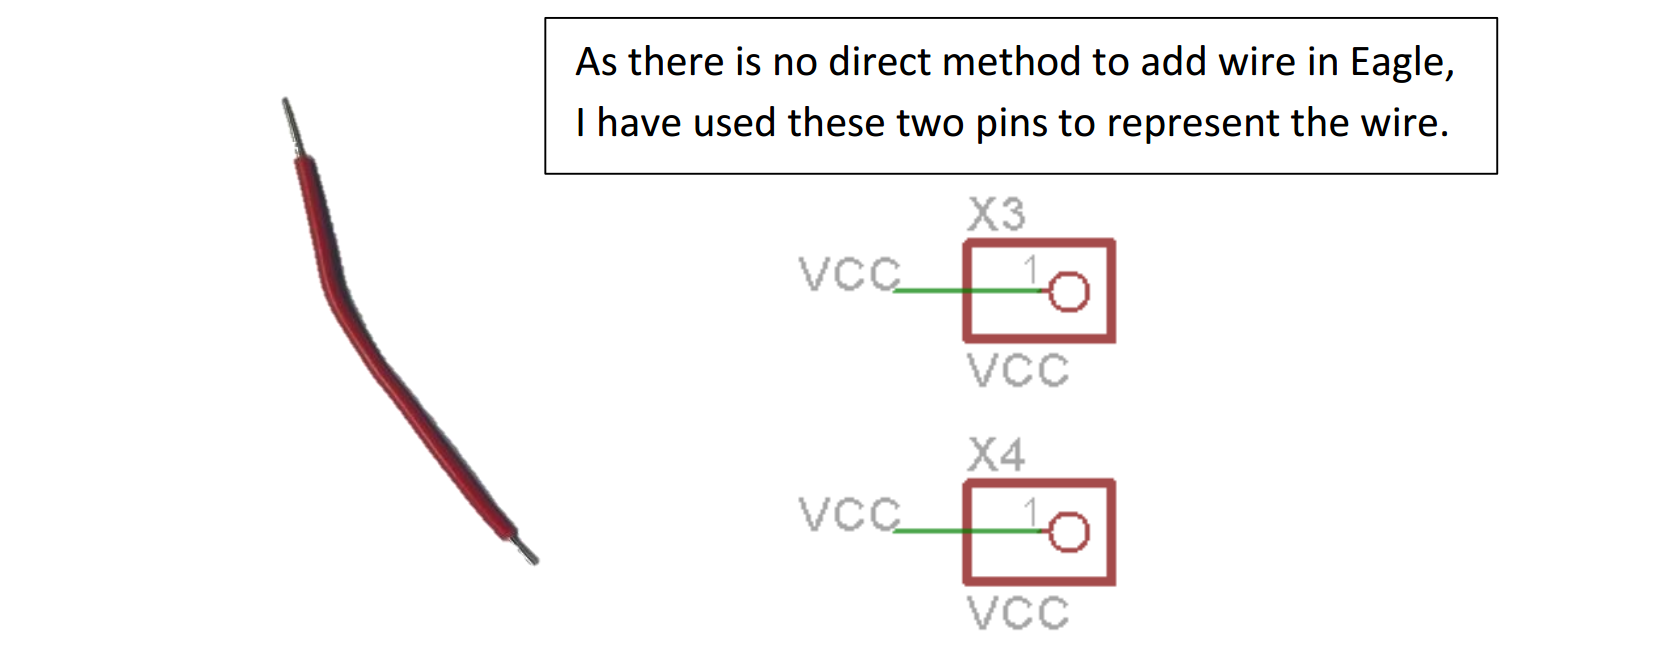 As there is no direct method to add wire in Eagle,
I have used these two pins to represent the wire.
X3
VCC
1
VCC
X4
VCC
1
VCC